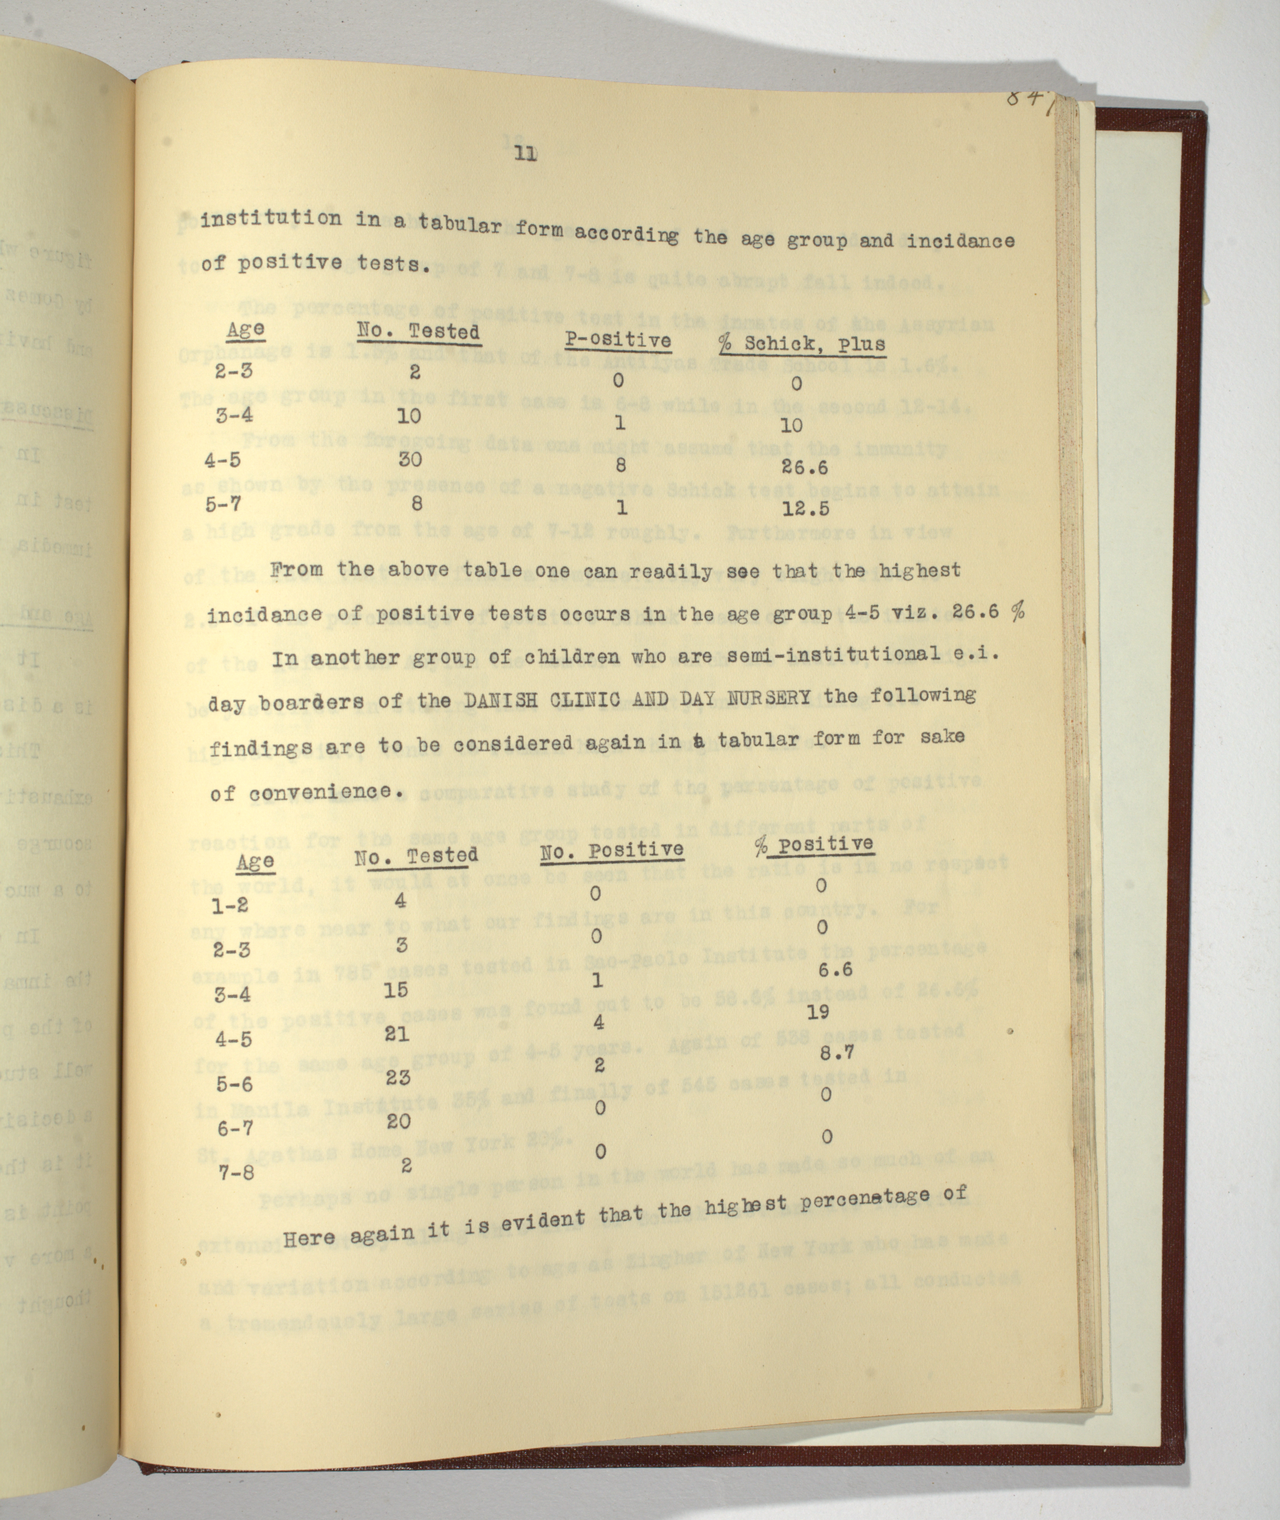 847
11
institution in a tabular form according the age group and incidance
of positive tests.
Age No. Tested P-ositive % Schick, plus
2-3 2 0 0
3-4 10 1 10
4-5 30 8 26.6
5-7 8 1 12.5
From the above table one can readily see that the highest
incidance of positive tests occurs in the age group 4-5 viz. 26.6 %
In another group of children who are semi-institutional e.i.
day boarders of the DANISH CLINIC AND DAY NURSERY the following
findings are to be considered again in a tabular form for sake
of convenience.
Age No. Tested No. Positive % positive
1-2 4 0 0
2-3 3 0 0
3-4 15 1 6.6
4-5 21 4 19
5-6 23 2 8.7
6-7 20 0 0
7-8 2 0 0
Here again it is evident that the highest percenatage of